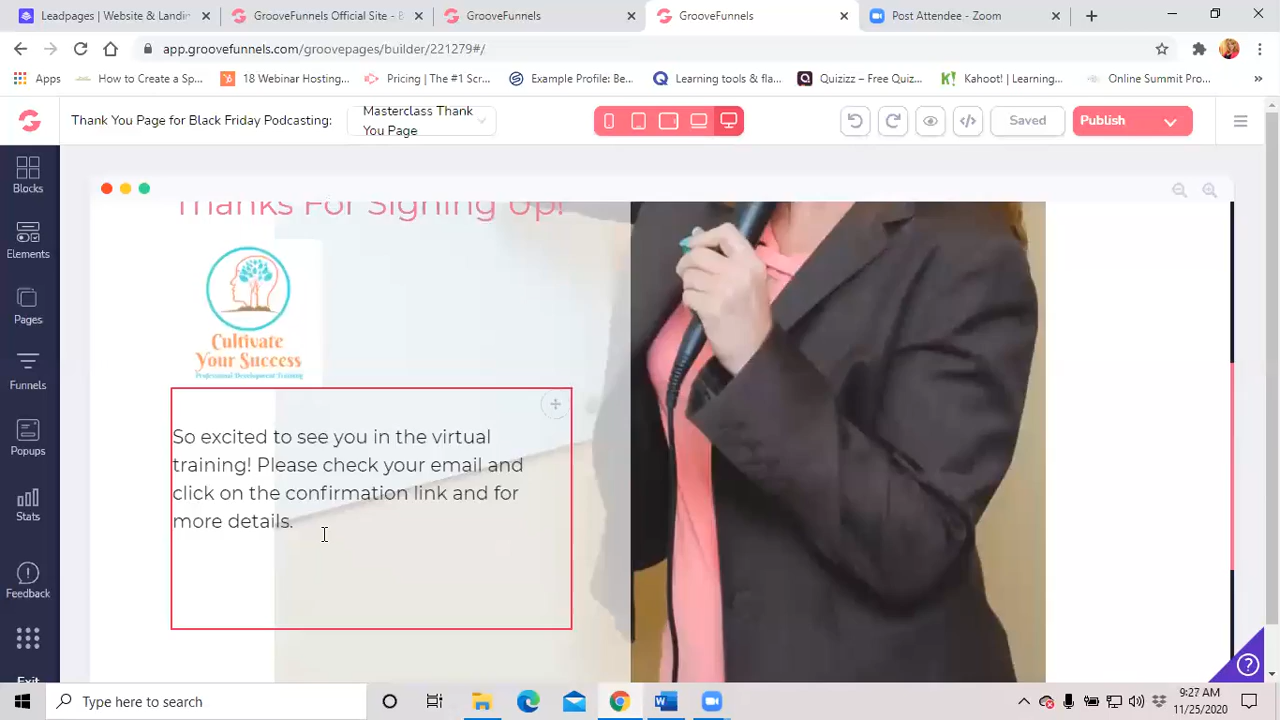 Leadpages | Website & Landi
GrooveFunnels Official Site -
GrooveFunnels
GrooveFunnels
Post Attendee - Zoom
app.groovefunnels.com/groovepages/builder/221279#/
Apps
How to Create a Sp...
18 Webinar Hosting...
Pricing | The #1 Scr...
Example Profile: Be...
Learning tools & fla...
Quizizz – Free Quiz...
Kahoot! | Learning...
Online Summit Pro...
Thank You Page for Black Friday Podcasting:
Masterclass Thank
You Page
Saved
Publish
Blocks
Elements
Pages
Funnels
Popups
Stats
Feedback
Exit
Thanks For Signing Up!
Cultivate
Your Success
Professional Development Training
So excited to see you in the virtual
training! Please check your email and
click on the confirmation link and for
more details.
Type here to search
9:27 AM
11/25/2020